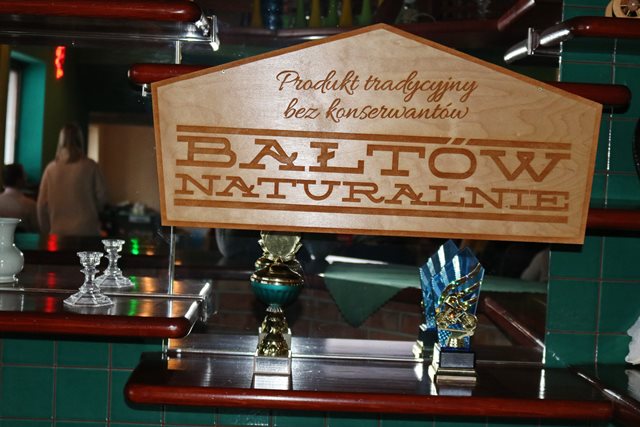 Produkt tradycyjny
bez konserwantów
BAŁTÓW
NATURALNIE